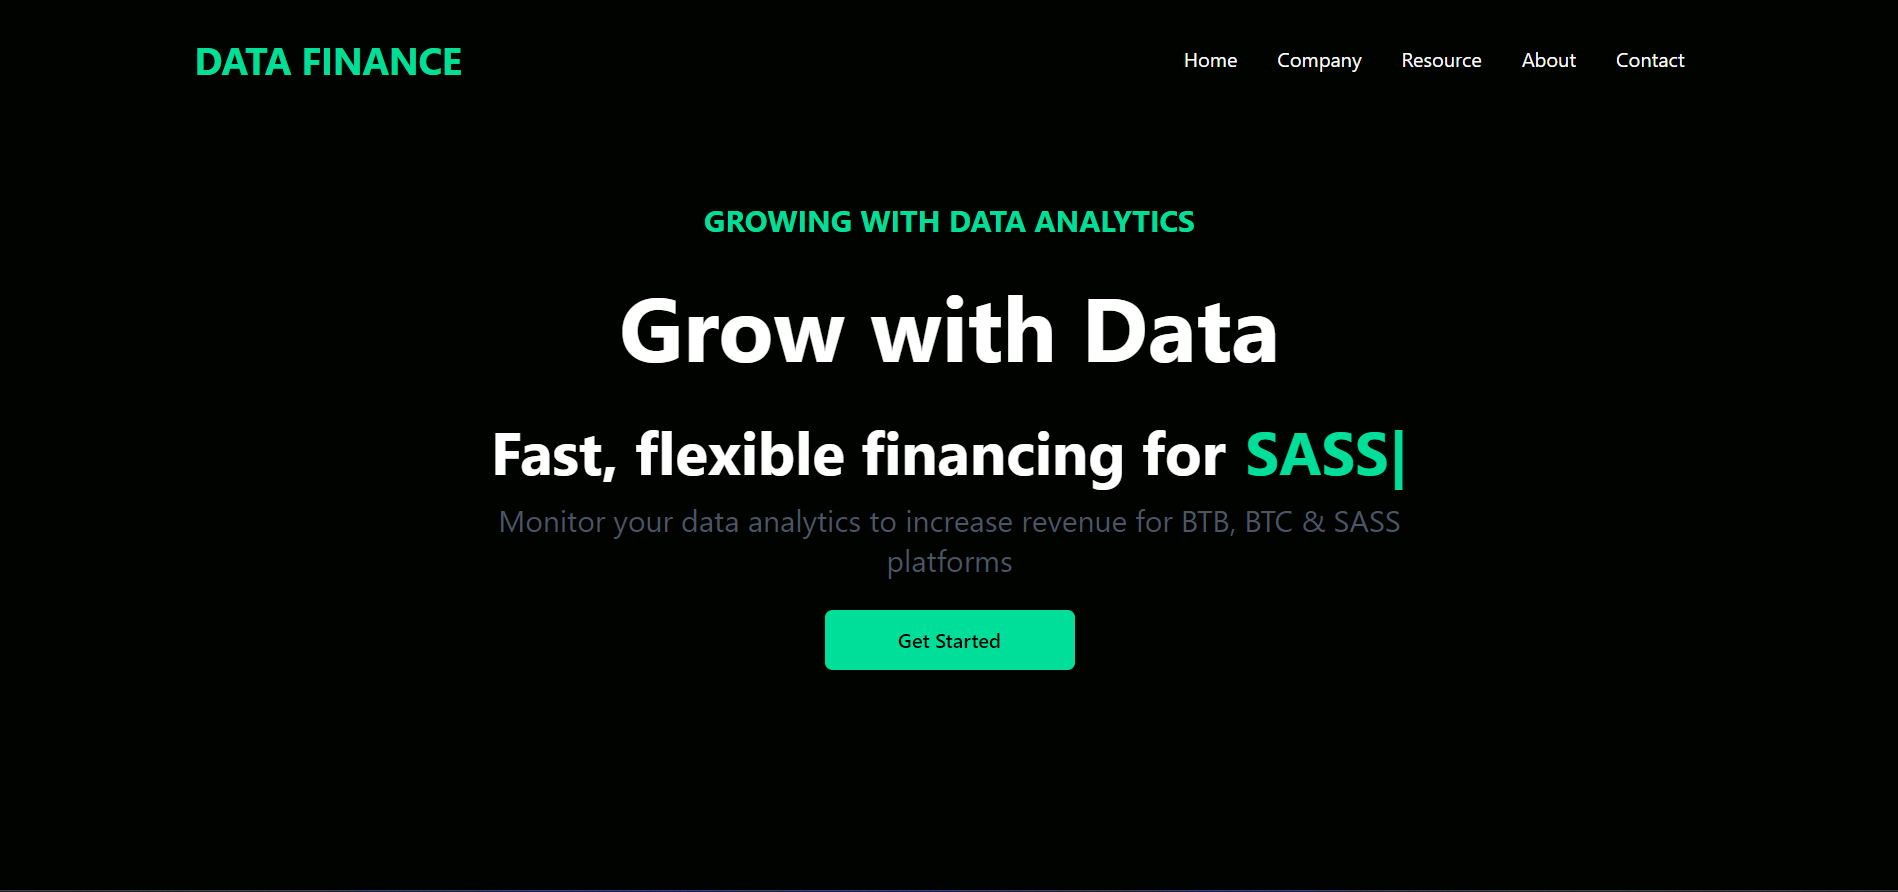 DATA FINANCE
Home Company Resource About Contact
GROWING WITH DATA ANALYTICS
Grow with Data
Fast, flexible financing for SASS|
Monitor your data analytics to increase revenue for BTB, BTC & SASS
platforms
Get Started